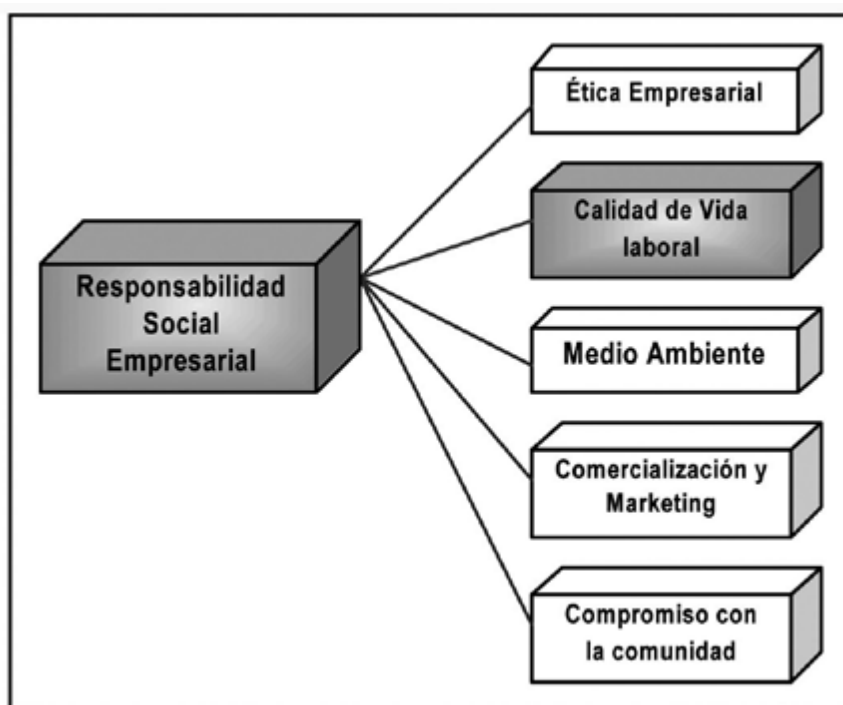 Responsabilidad
Social
Empresarial
Ética Empresarial
Calidad de Vida
laboral
Medio Ambiente
Comercialización y
Marketing
Compromiso con
la comunidad